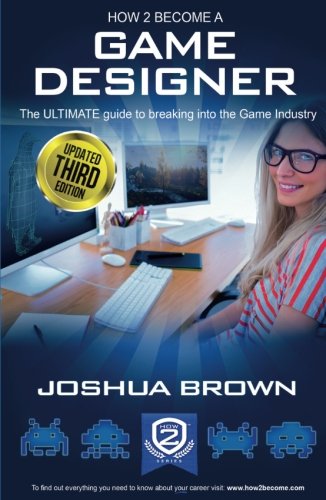 HOW 2 BECOME A
GAME
DESIGNER
The ULTIMATE guide to breaking into the Game Industry
UPDATED
THIRD
EDITION
JOSHUA BROWN
HOW
2
SERIES
To find out everything you need to know about your career visit: www.how2become.com